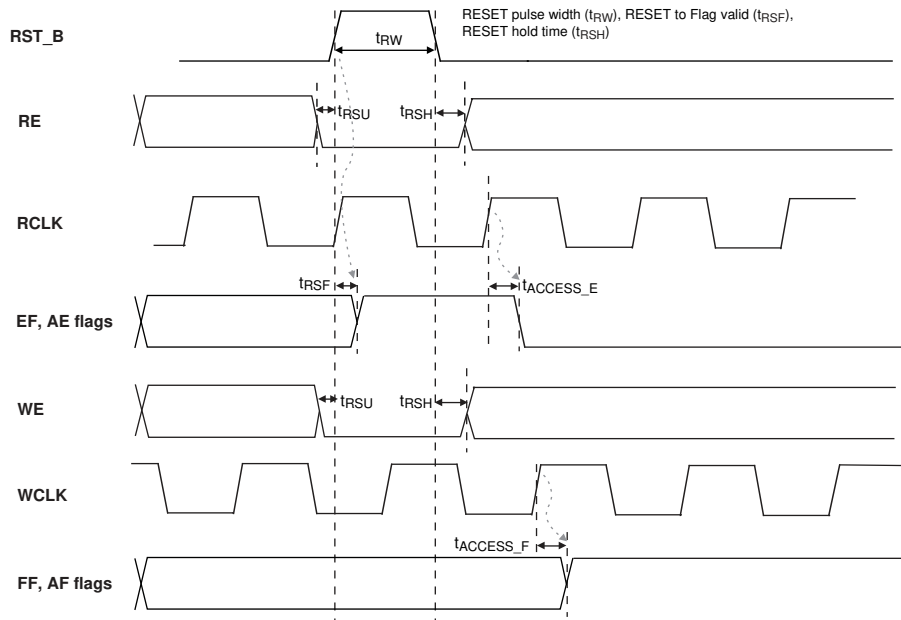 RESET pulse width (tRW), RESET to Flag valid (tRSF),
RESET hold time (tRSH)
RST_B
tRW
RE
tRSU
tRSH
RCLK
tRSF
tACCESS_E
EF, AE flags
WE
tRSU
tRSH
WCLK
tACCESS_F
FF, AF flags